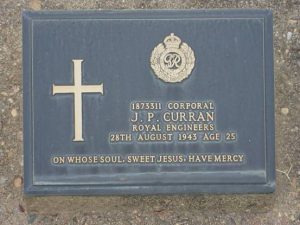 1873311 CORPORAL
J. P. CURRAN
ROYAL ENGINEERS
28TH AUGUST 1943 AGE 25
ON WHOSE SOUL, SWEET JESUS, HAVE MERCY